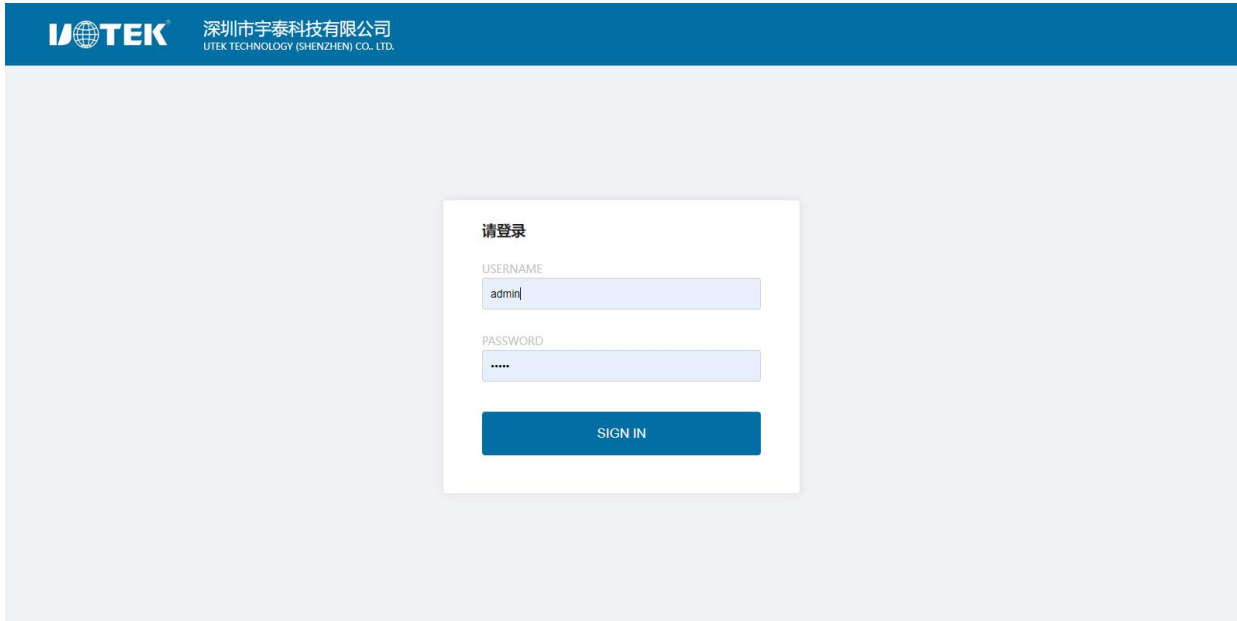 UOTEK®
深圳市宇泰科技有限公司
UTEK TECHNOLOGY (SHENZHEN) CO., LTD.
请登录
USERNAME
admin
PASSWORD
•••••
SIGN IN